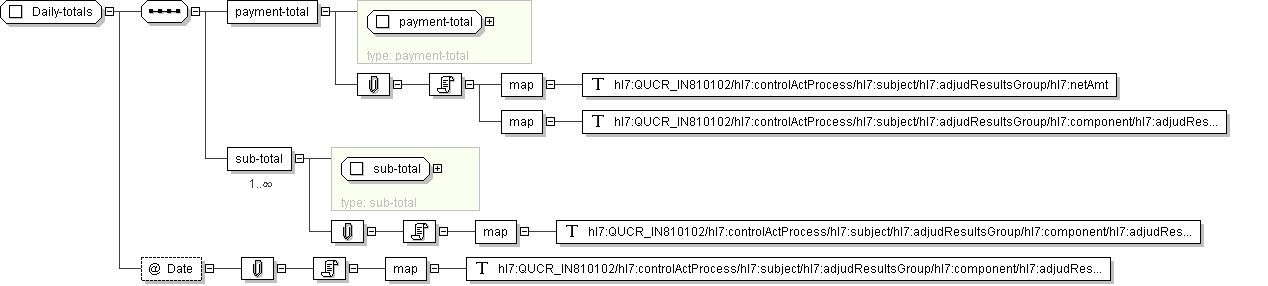 Daily-totals
payment-total
payment-total
type: payment-total
map
T hl7:QUCR_IN810102/hl7:controlActProcess/hl7:subject/hl7:adjudResultsGroup/hl7:netAmt
map
T hl7:QUCR_IN810102/hl7:controlActProcess/hl7:subject/hl7:adjudResultsGroup/hl7:component/hl7:adjudRes...
sub-total
1..∞
sub-total
type: sub-total
map
T hl7:QUCR_IN810102/hl7:controlActProcess/hl7:subject/hl7:adjudResultsGroup/hl7:component/hl7:adjudRes...
@ Date
map
T hl7:QUCR_IN810102/hl7:controlActProcess/hl7:subject/hl7:adjudResultsGroup/hl7:component/hl7:adjudRes...